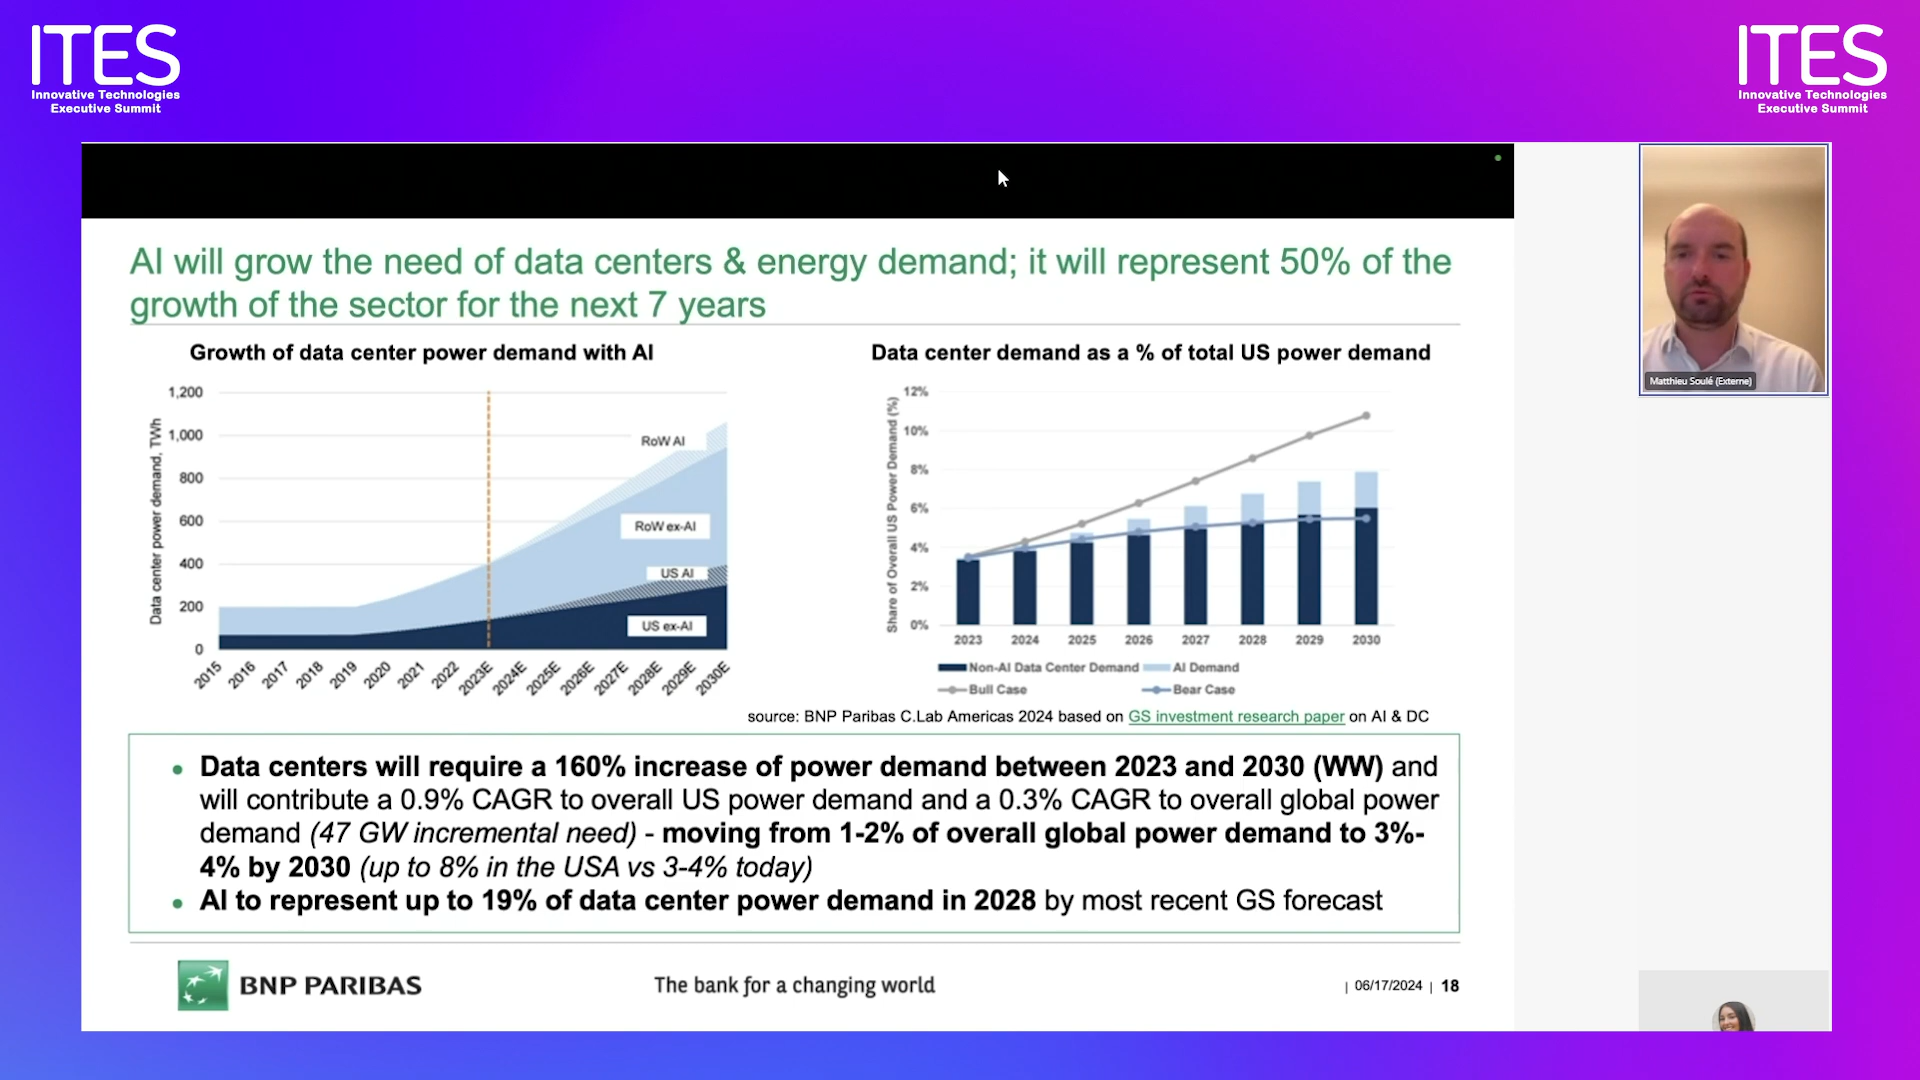 ITES
Innovative Technologies
Executive Summit
ITES
Innovative Technologies
Executive Summit
AI will grow the need of data centers & energy demand; it will represent 50% of the
growth of the sector for the next 7 years
Growth of data center power demand with AI
Data center power demand, TWh
1,200
1,000
800
600
400
200
0
RoW AI
RoW ex-AI
US AI
US ex-AI
2015
2016
2017
2018
2019
2020
2021
2022
2023E
2024E
2025E
2026E
2027E
2028E
2029E
2030E
Data center demand as a % of total US power demand
Share of Overall US Power Demand (%)
12%
10%
8%
6%
4%
2%
0%
2023 2024 2025 2026 2027 2028 2029 2030
Non-AI Data Center Demand AI Demand
Bull Case Bear Case
source: BNP Paribas C.Lab Americas 2024 based on GS investment research paper on AI & DC
• Data centers will require a 160% increase of power demand between 2023 and 2030 (WW) and
will contribute a 0.9% CAGR to overall US power demand and a 0.3% CAGR to overall global power
demand (47 GW incremental need) - moving from 1-2% of overall global power demand to 3%-
4% by 2030 (up to 8% in the USA vs 3-4% today)
• AI to represent up to 19% of data center power demand in 2028 by most recent GS forecast
BNP PARIBAS
The bank for a changing world
| 06/17/2024 | 18
Matthieu Soulé (Externe)